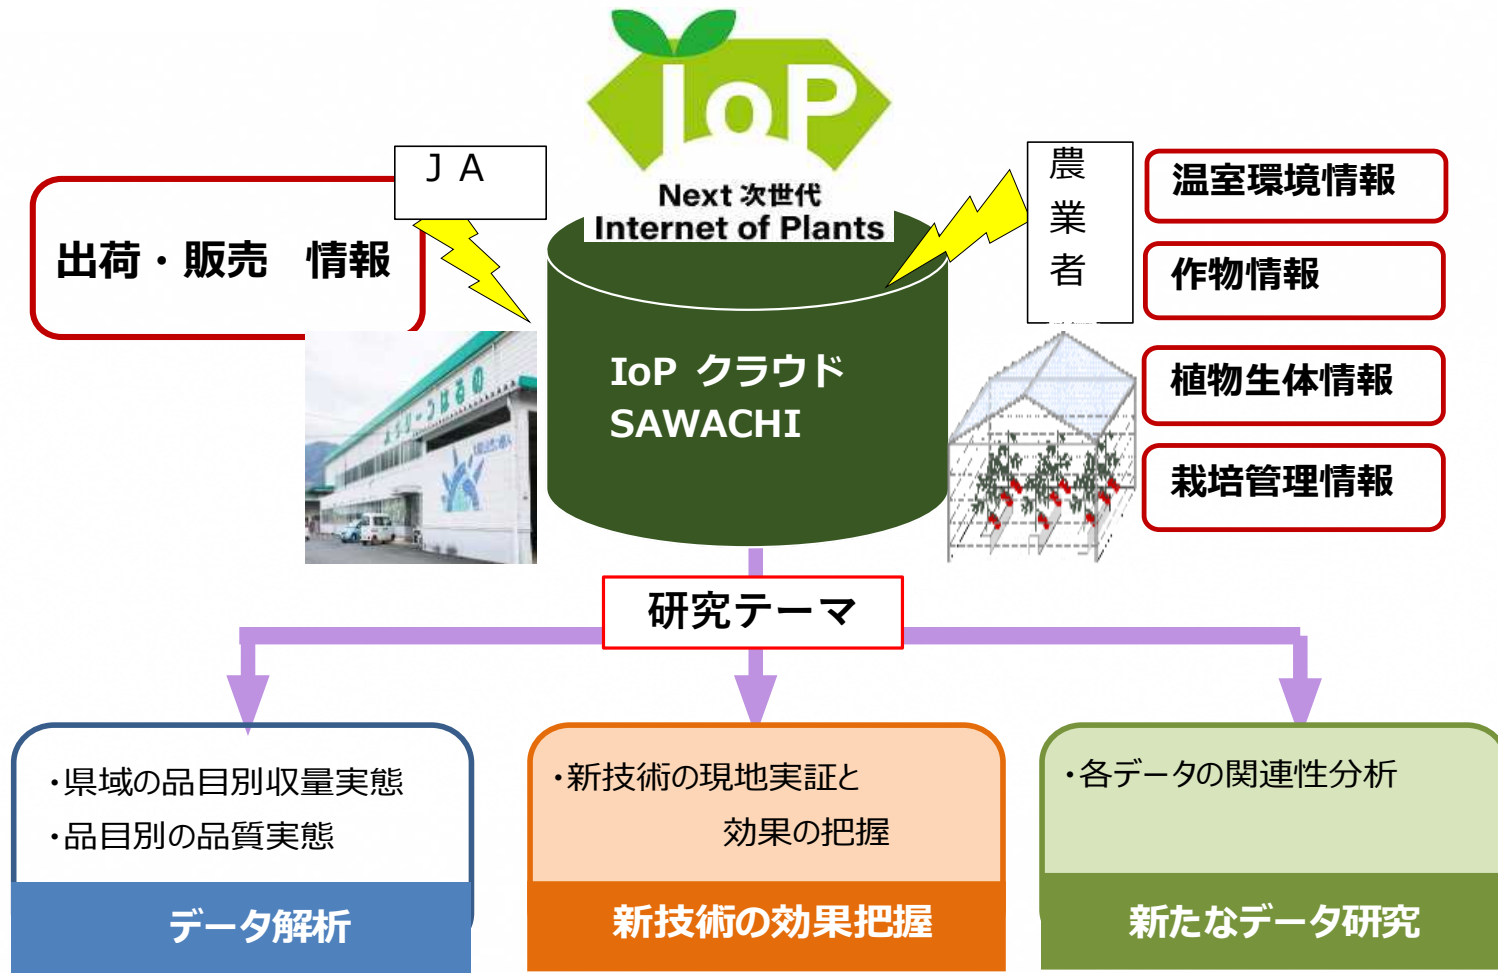 IoP
Next 次世代
Internet of Plants
JA
出荷・販売　情報
農
業
者
温室環境情報
作物情報
植物生体情報
栽培管理情報
IoP クラウド
SAWACHI
研究テーマ
・県域の品目別収量実態
・品目別の品質実態
データ解析
・新技術の現地実証と
効果の把握
新技術の効果把握
・各データの関連性分析
新たなデータ研究